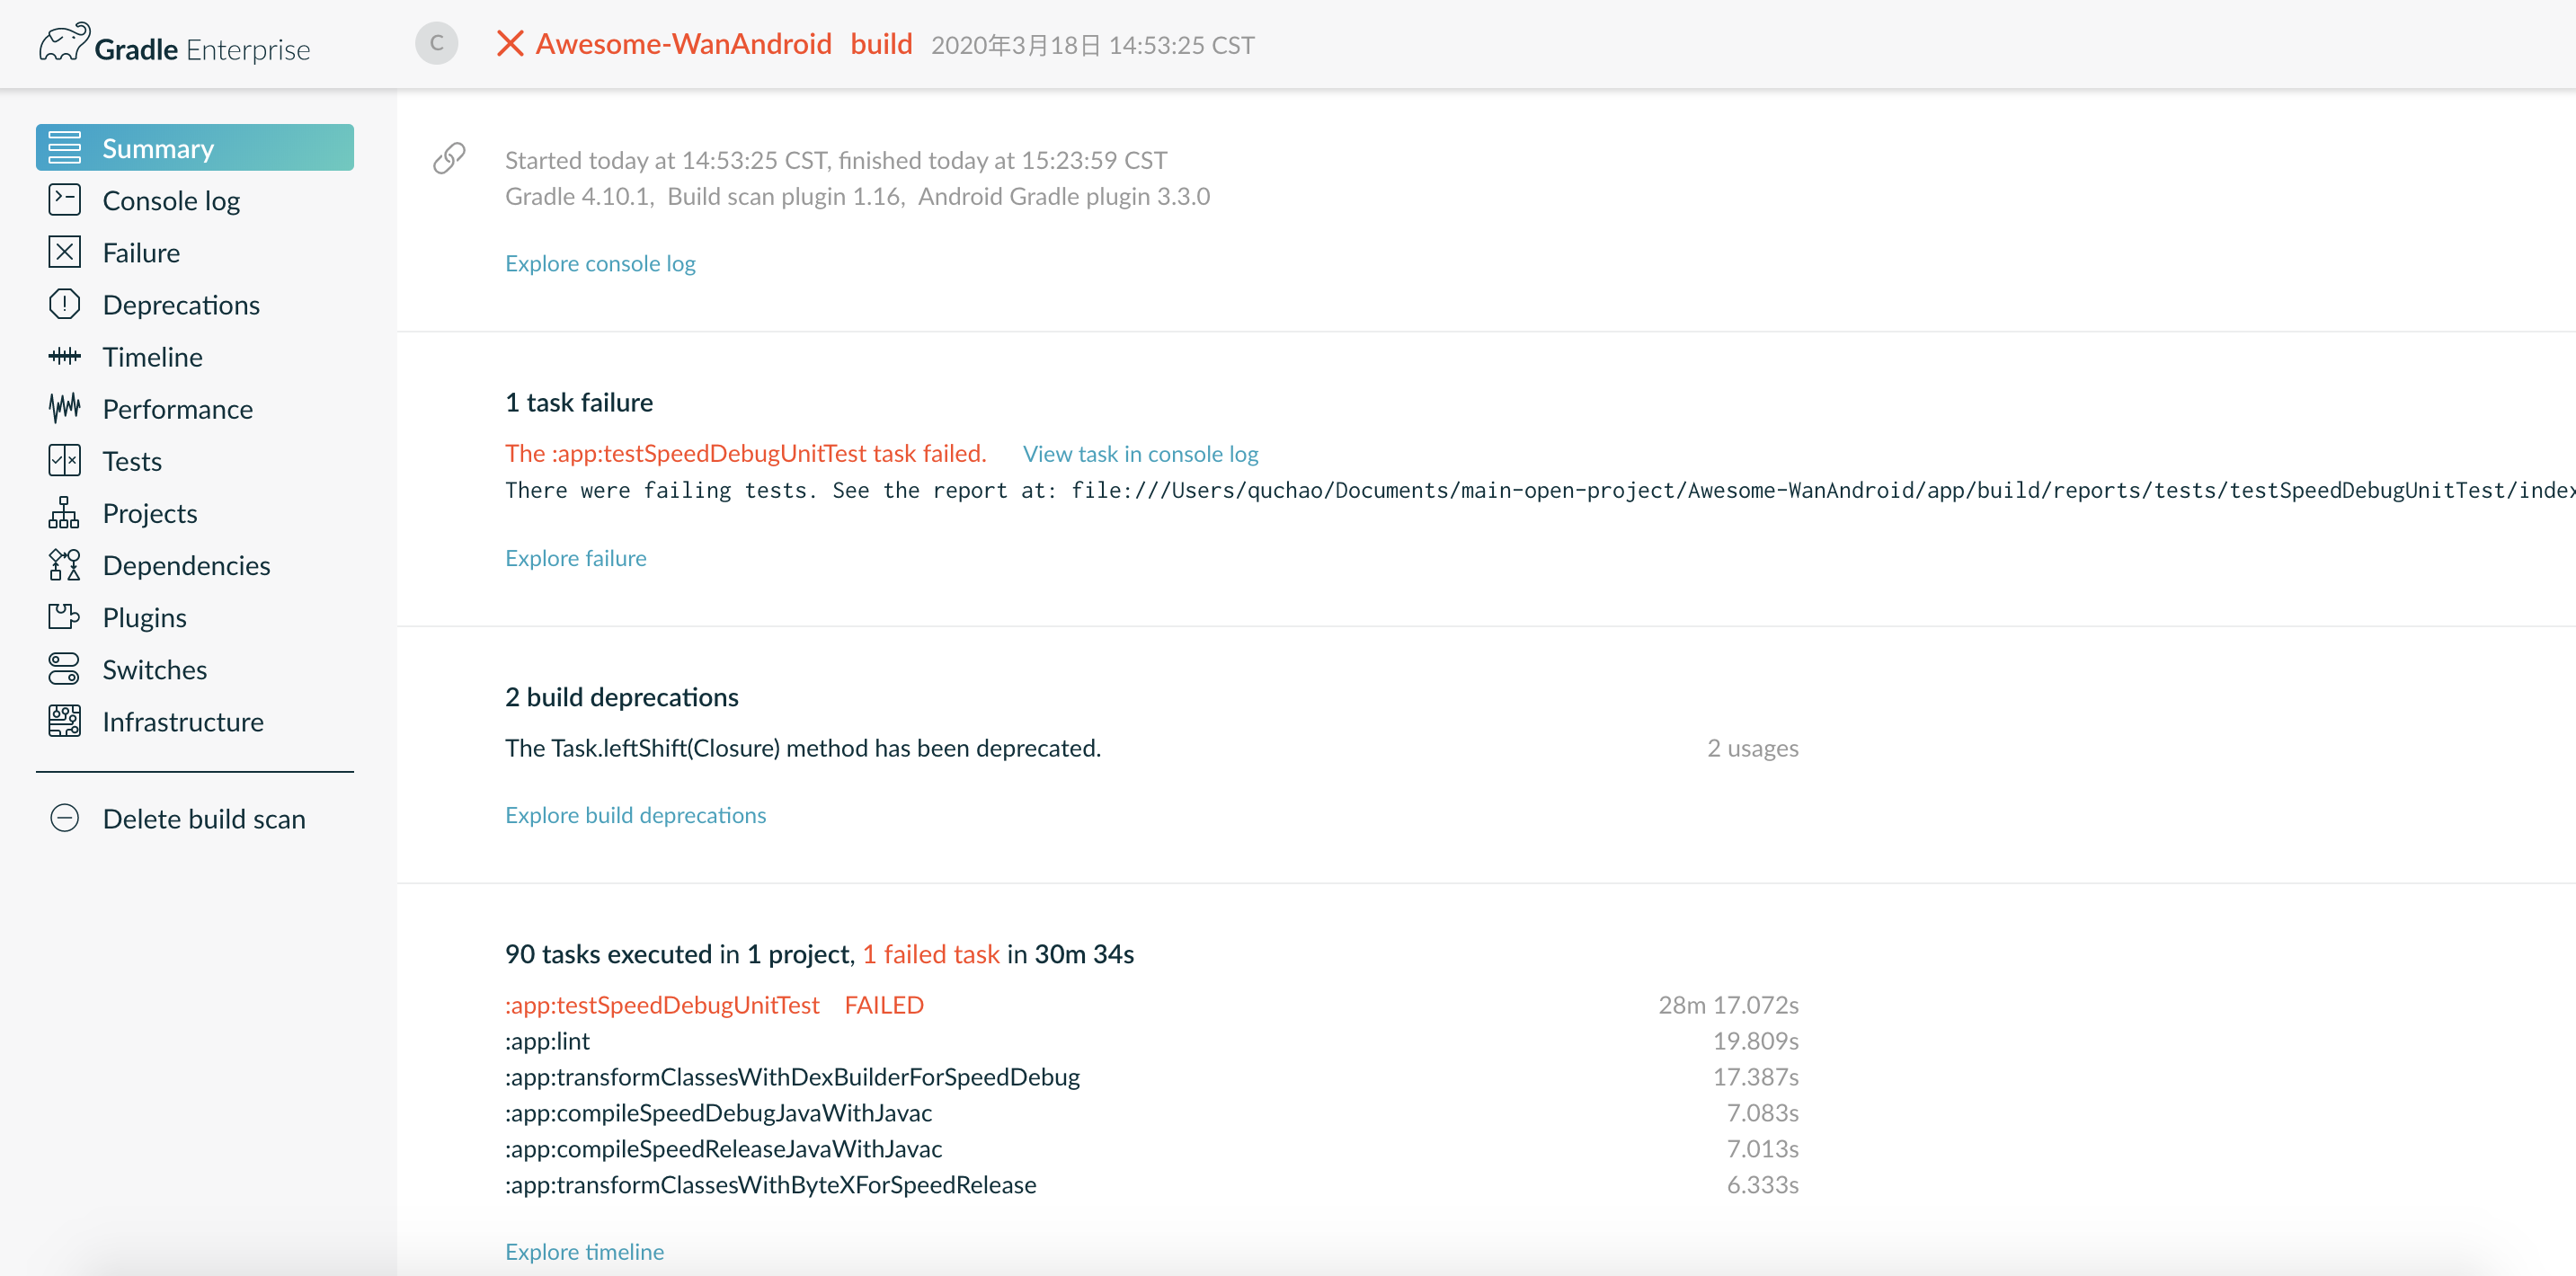 Gradle Enterprise
C
Awesome-WanAndroid build 2020年3月18日 14:53:25 CST
Summary
Console log
Failure
Deprecations
Timeline
Performance
Tests
Projects
Dependencies
Plugins
Switches
Infrastructure
Delete build scan
Started today at 14:53:25 CST, finished today at 15:23:59 CST
Gradle 4.10.1, Build scan plugin 1.16, Android Gradle plugin 3.3.0
Explore console log
1 task failure
The :app:testSpeedDebugUnitTest task failed. View task in console log
There were failing tests. See the report at: file:///Users/quchao/Documents/main-open-project/Awesome-WanAndroid/app/build/reports/tests/testSpeedDebugUnitTest/index
Explore failure
2 build deprecations
The Task.leftShift(Closure) method has been deprecated. 2 usages
Explore build deprecations
90 tasks executed in 1 project, 1 failed task in 30m 34s
:app:testSpeedDebugUnitTest FAILED 28m 17.072s
:app:lint 19.809s
:app:transformClassesWithDexBuilderForSpeedDebug 17.387s
:app:compileSpeedDebugJavaWithJavac 7.083s
:app:compileSpeedReleaseJavaWithJavac 7.013s
:app:transformClassesWithByteXForSpeedRelease 6.333s
Explore timeline